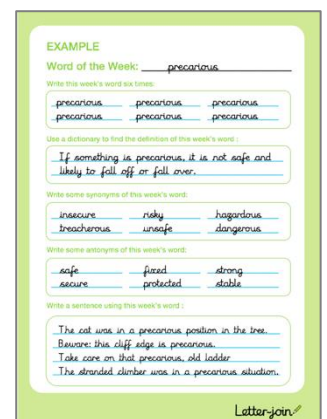 EXAMPLE
Word of the Week: precarious
Write this week's word six times:
precarious precarious precarious
precarious precarious precarious
Use a dictionary to find the definition of this week's word :
If something is precarious, it is not safe and
likely to fall off or fall over.
Write some synonyms of this week's word:
insecure risky hazardous
treacherous unsafe dangerous
Write some antonyms of this week's word:
safe fixed strong
secure protected stable
Write a sentence using this week's word :
The cat was in a precarious position in the tree.
Beware: this cliff edge is precarious.
Take care on that precarious, old ladder
The stranded climber was in a precarious situation.
Letter-join